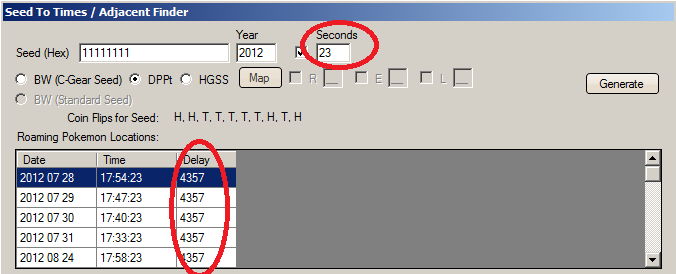 Seed To Times / Adjacent Finder
Year Seconds
Seed (Hex) 11111111 2012 23
BW (C-Gear Seed) DPPt HGSS Map R E L Generate
BW (Standard Seed)
Coin Flips for Seed: H, H, T, T, T, T, T, H, T, H
Roaming Pokemon Locations:
Date Time Delay
2012 07 28 17:54:23 4357
2012 07 29 17:47:23 4357
2012 07 30 17:40:23 4357
2012 07 31 17:33:23 4357
2012 08 24 17:58:23 4357